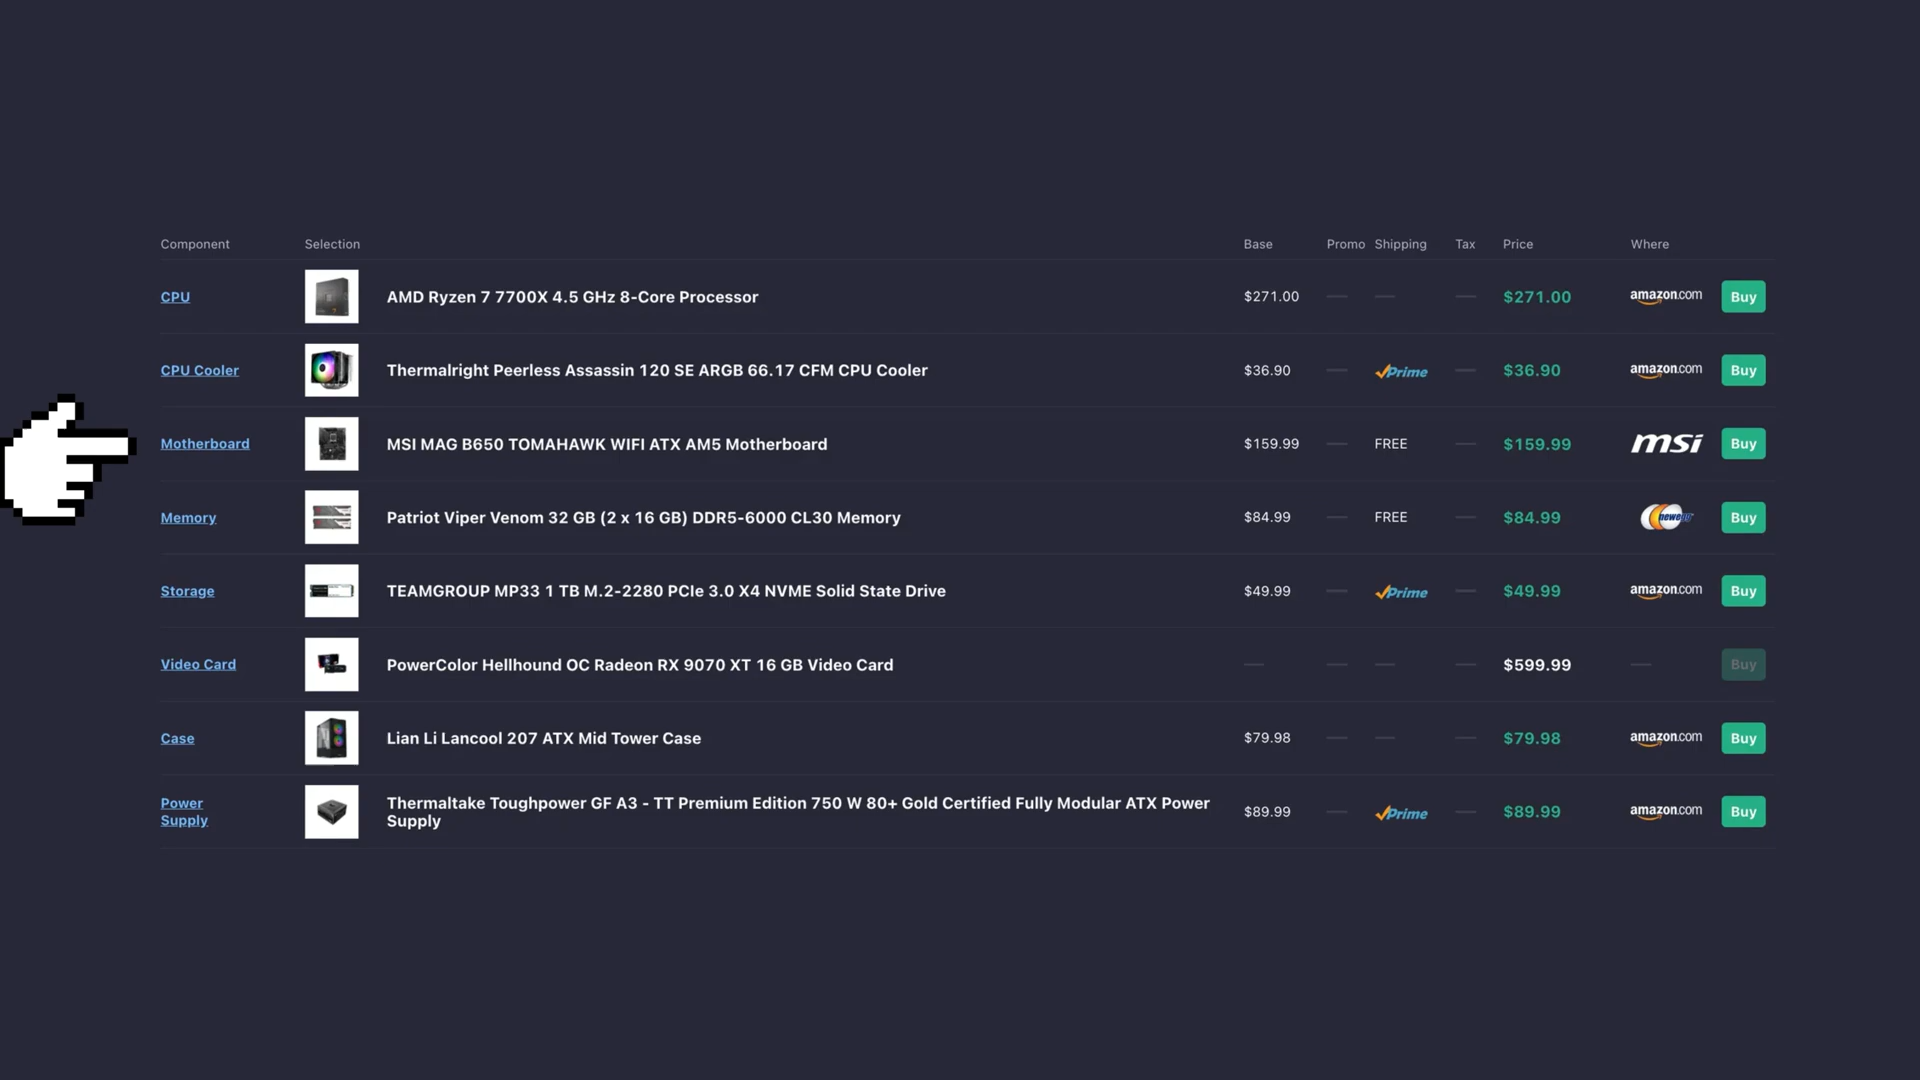 Component Selection Base Promo Shipping Tax Price Where
CPU AMD Ryzen 7 7700X 4.5 GHz 8-Core Processor $271.00 — — — $271.00 amazon.com Buy
CPU Cooler Thermalright Peerless Assassin 120 SE ARGB 66.17 CFM CPU Cooler $36.90 — Prime — $36.90 amazon.com Buy
Motherboard MSI MAG B650 TOMAHAWK WIFI ATX AM5 Motherboard $159.99 — FREE — $159.99 msi Buy
Memory Patriot Viper Venom 32 GB (2 x 16 GB) DDR5-6000 CL30 Memory $84.99 — FREE — $84.99 newegg Buy
Storage TEAMGROUP MP33 1 TB M.2-2280 PCIe 3.0 X4 NVME Solid State Drive $49.99 — Prime — $49.99 amazon.com Buy
Video Card PowerColor Hellhound OC Radeon RX 9070 XT 16 GB Video Card — — — — $599.99 — Buy
Case Lian Li Lancool 207 ATX Mid Tower Case $79.98 — — — $79.98 amazon.com Buy
Power Thermaltake Toughpower GF A3 - TT Premium Edition 750 W 80+ Gold Certified Fully Modular ATX Power $89.99 — Prime — $89.99 amazon.com Buy
Supply Supply